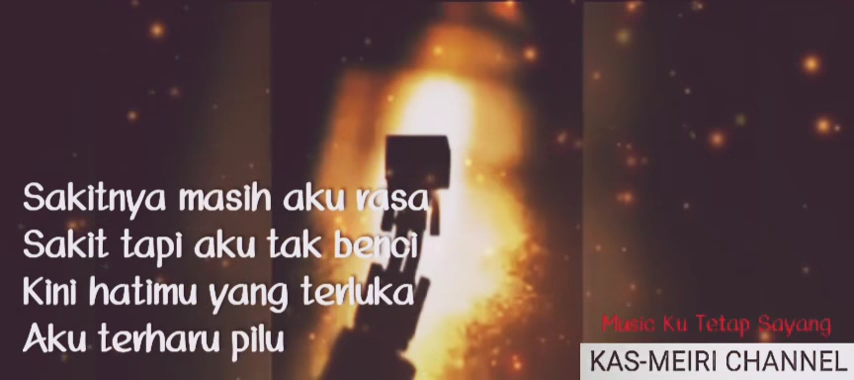 Sakitnya masih aku rasa
Sakit tapi aku tak benci
Kini hatimu yang terluka
Aku terharu pilu
Music Ku Tetap Sayang
KAS-MEIRI CHANNEL